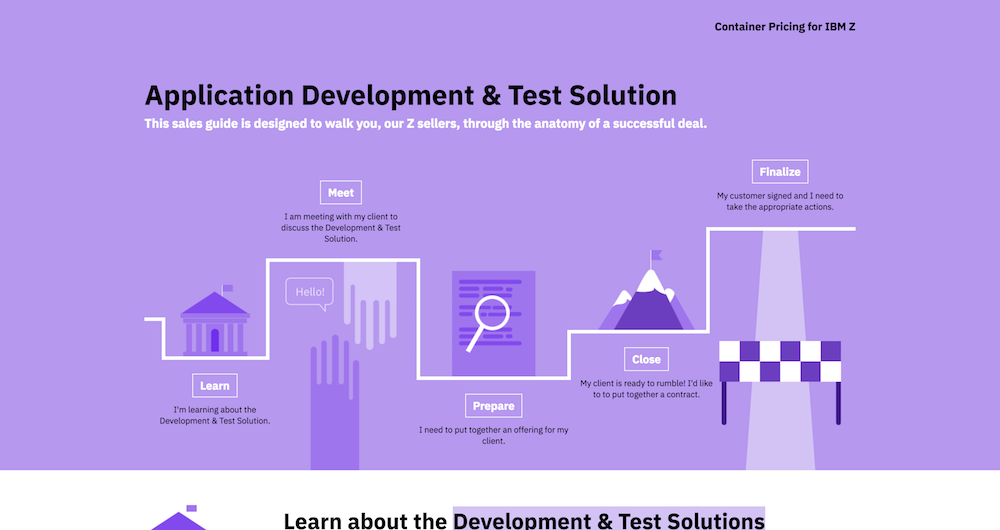 Container Pricing for IBM Z
Application Development & Test Solution
This sales guide is designed to walk you, our Z sellers, through the anatomy of a successful deal.
Learn
I'm learning about the
Development & Test Solution.
Meet
I am meeting with my client to
discuss the Development & Test
Solution.
Hello!
Prepare
I need to put together an offering for my
client.
Close
My client is ready to rumble! I'd like
to to put together a contract.
Finalize
My customer signed and I need to
take the appropriate actions.
Learn about the Development & Test Solutions